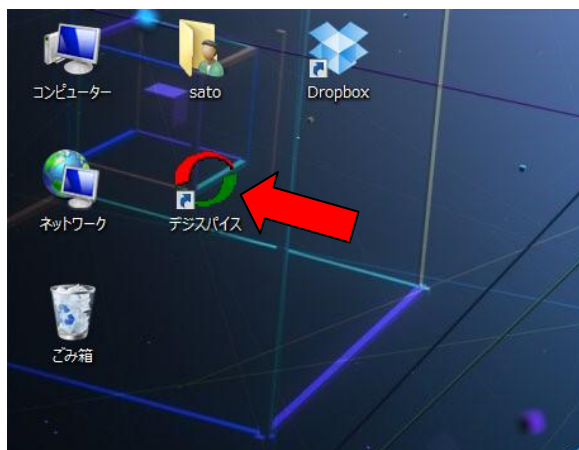 コンピューター
sato
Dropbox
ネットワーク
デジスパイス
ごみ箱